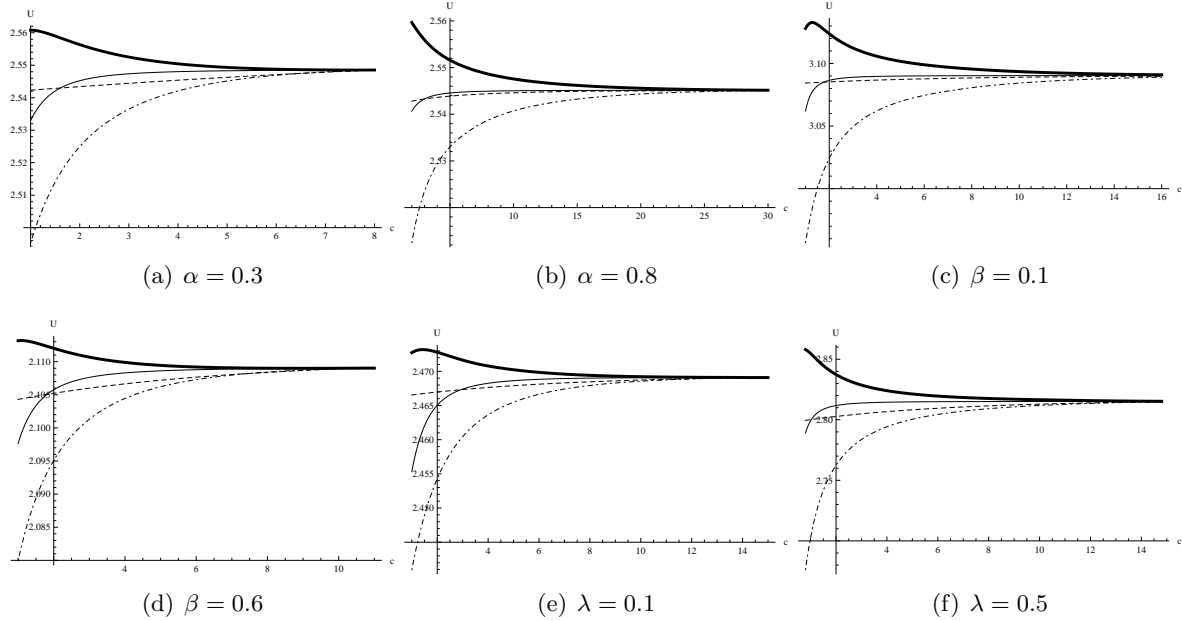 U
2.56
2.55
2.54
2.53
2.52
2.51
2 3 4 5 6 7 8 c
(a) α = 0.3
U
2.56
2.55
2.54
2.53
10 15 20 25 30 c
(b) α = 0.8
U
3.10
3.05
4 6 8 10 12 14 16 c
(c) β = 0.1
U
2.110
2.105
2.100
2.095
2.090
2.085
4 6 8 10 c
(d) β = 0.6
U
2.470
2.465
2.460
2.455
2.450
4 6 8 10 12 14 c
(e) λ = 0.1
U
2.85
2.80
2.75
4 6 8 10 12 14 c
(f) λ = 0.5